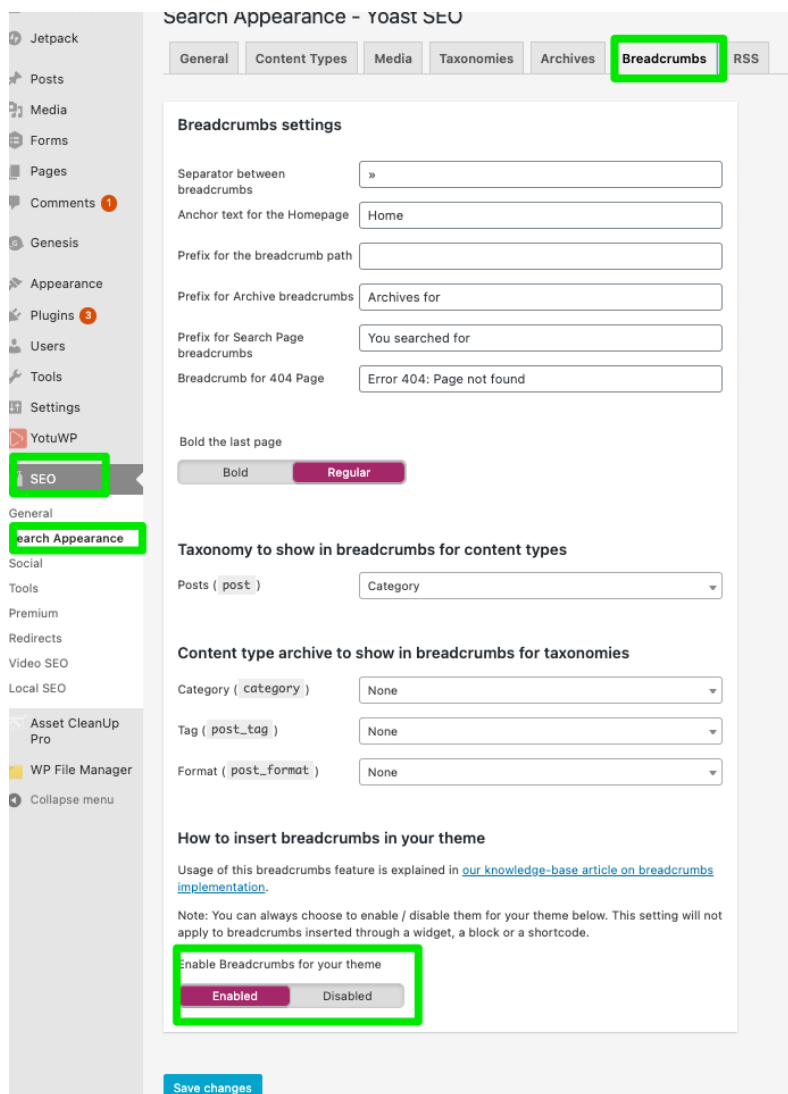 Search Appearance - Yoast SEO
General
Content Types
Media
Taxonomies
Archives
Breadcrumbs
RSS
Jetpack
Posts
Media
Forms
Pages
Comments 1
Genesis
Appearance
Plugins 3
Users
Tools
Settings
YotuWP
SEO
General
earch Appearance
Social
Tools
Premium
Redirects
Video SEO
Local SEO
Asset CleanUp
Pro
WP File Manager
Collapse menu
Breadcrumbs settings
Separator between
breadcrumbs
»
Anchor text for the Homepage
Home
Prefix for the breadcrumb path
Prefix for Archive breadcrumbs
Archives for
Prefix for Search Page
breadcrumbs
You searched for
Breadcrumb for 404 Page
Error 404: Page not found
Bold the last page
Bold
Regular
Taxonomy to show in breadcrumbs for content types
Posts ( post )
Category
Content type archive to show in breadcrumbs for taxonomies
Category ( category )
None
Tag ( post_tag )
None
Format ( post_format )
None
How to insert breadcrumbs in your theme
Usage of this breadcrumbs feature is explained in our knowledge-base article on breadcrumbs
implementation.
Note: You can always choose to enable / disable them for your theme below. This setting will not
apply to breadcrumbs inserted through a widget, a block or a shortcode.
Enable Breadcrumbs for your theme
Enabled
Disabled
Save changes